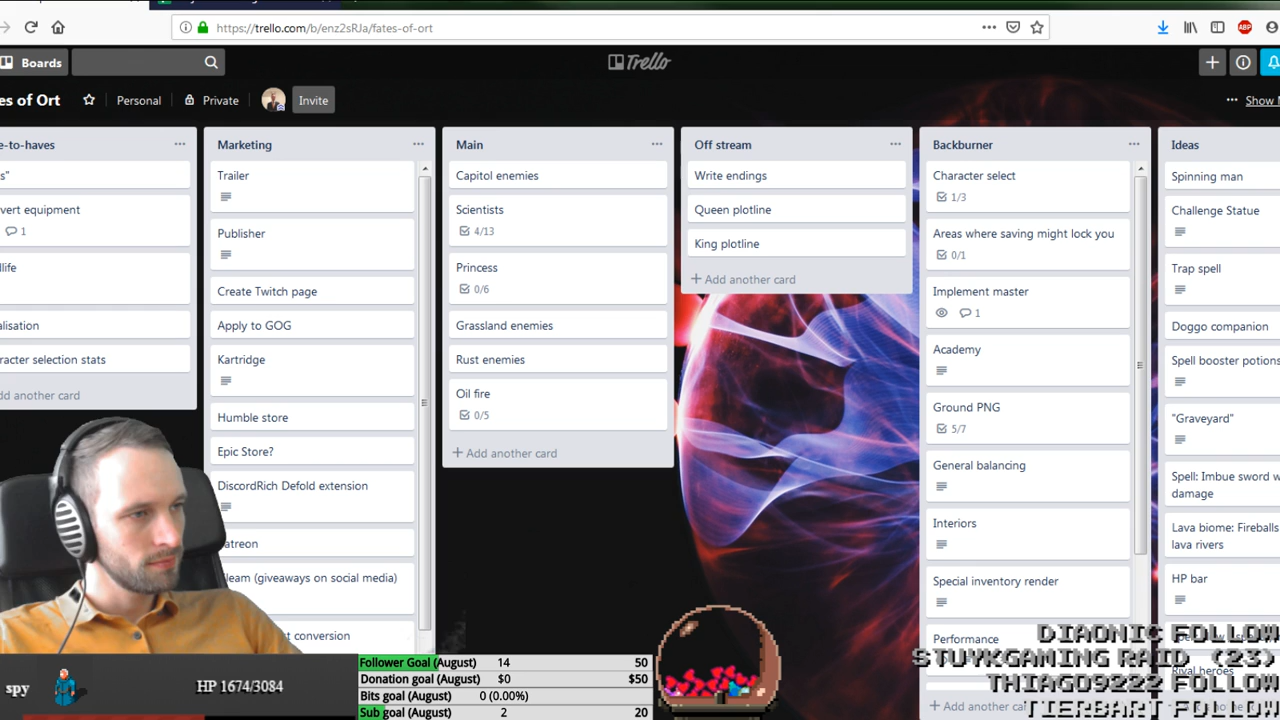 https://trello.com/b/enz2sRJa/fates-of-ort
ABP
Boards
Trello
es of Ort
Personal
Private
Invite
Show
e-to-haves
s"
vert equipment
1
life
alisation
racter selection stats
dd another card
Marketing
Trailer
Publisher
Create Twitch page
Apply to GOG
Kartridge
Humble store
Epic Store?
DiscordRich Defold extension
atreon
leam (giveaways on social media)
st conversion
Main
Capitol enemies
Scientists
4/13
Princess
0/6
Grassland enemies
Rust enemies
Oil fire
0/5
+ Add another card
Off stream
Write endings
Queen plotline
King plotline
+ Add another card
Backburner
Character select
1/3
Areas where saving might lock you
0/1
Implement master
1
Academy
Ground PNG
5/7
General balancing
Interiors
Special inventory render
Performance
+ Add another car
Ideas
Spinning man
Challenge Statue
Trap spell
Doggo companion
Spell booster potions
"Graveyard"
Spell: Imbue sword w
damage
Lava biome: Fireballs
lava rivers
HP bar
Rival heroes
DIAONIC FOLLOW
STUYKGAMING RAID (23)
THIAGO9222 FOLLOW
TIERBART FOLLOW
spy
HP 1674/3084
Follower Goal (August) 14 50
Donation goal (August) $0 $50
Bits goal (August) 0 (0.00%)
Sub goal (August) 2 20